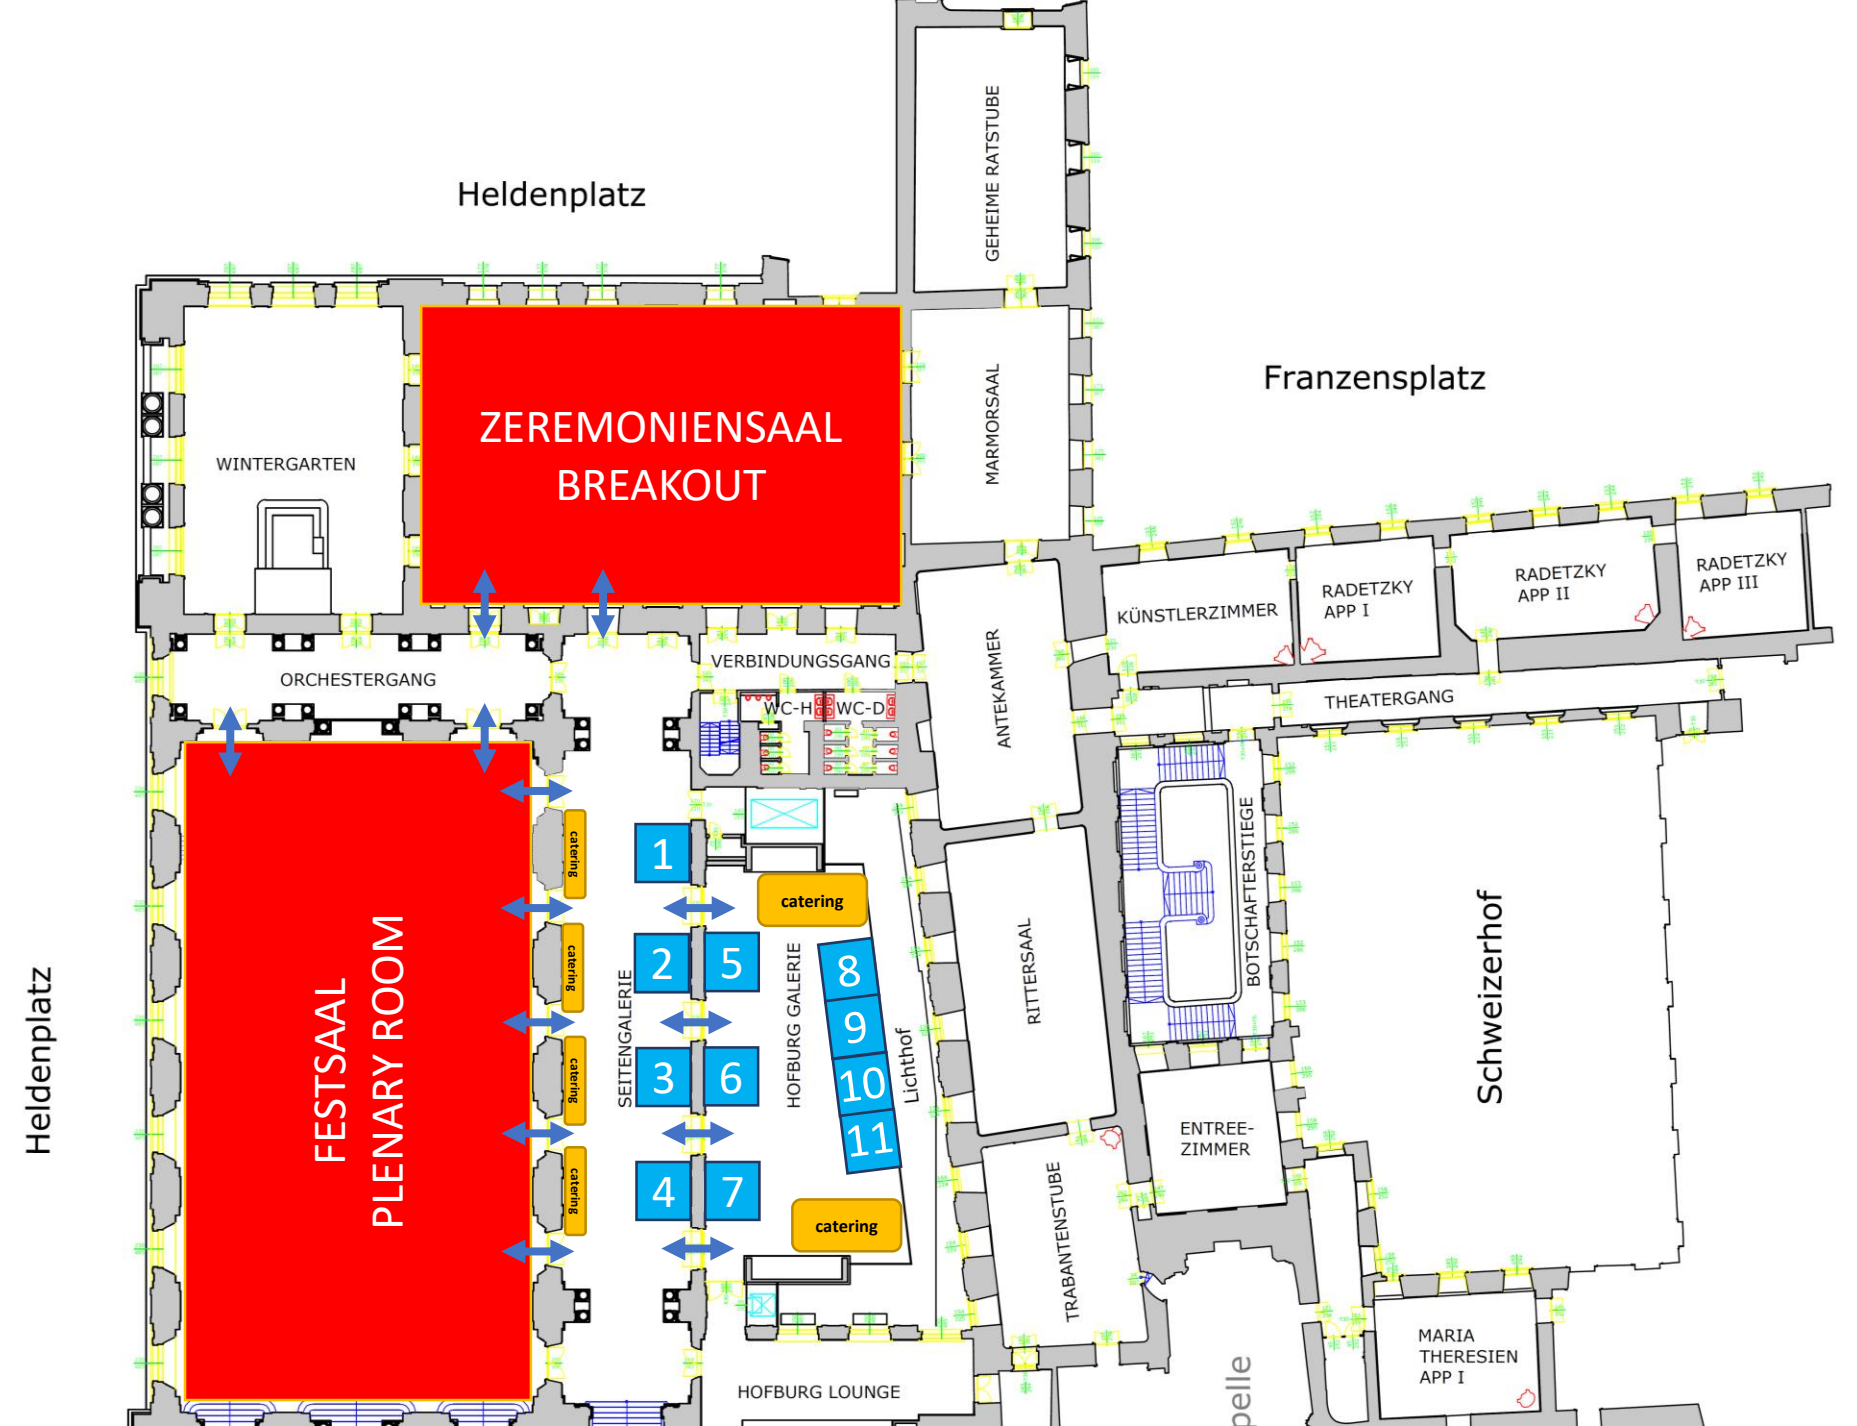 Heldenplatz
GEHEIME RATSTUBE
Franzensplatz
ZEREMONIENSAAL
BREAKOUT
MARMORSAAL
WINTERGARTEN
KÜNSTLERZIMMER
RADETZKY
APP I
RADETZKY
APP II
RADETZKY
APP III
VERBINDUNGSGANG
ORCHESTERGANG
ANTEKAMMER
THEATERGANG
WC-H
WC-D
FESTSAAL
PLENARY ROOM
Heldenplatz
catering
catering
catering
catering
SEITENGALERIE
1
2
3
4
5
6
7
catering
HOFBURG GALERIE
8
9
10
11
catering
Lichthof
RITTERSAAL
BOTSCHAFTERSTIEGE
Schweizerhof
ENTREE-
ZIMMER
TRABANTENSTUBE
HOFBURG LOUNGE
MARIA
THERESIEN
APP I
pelle